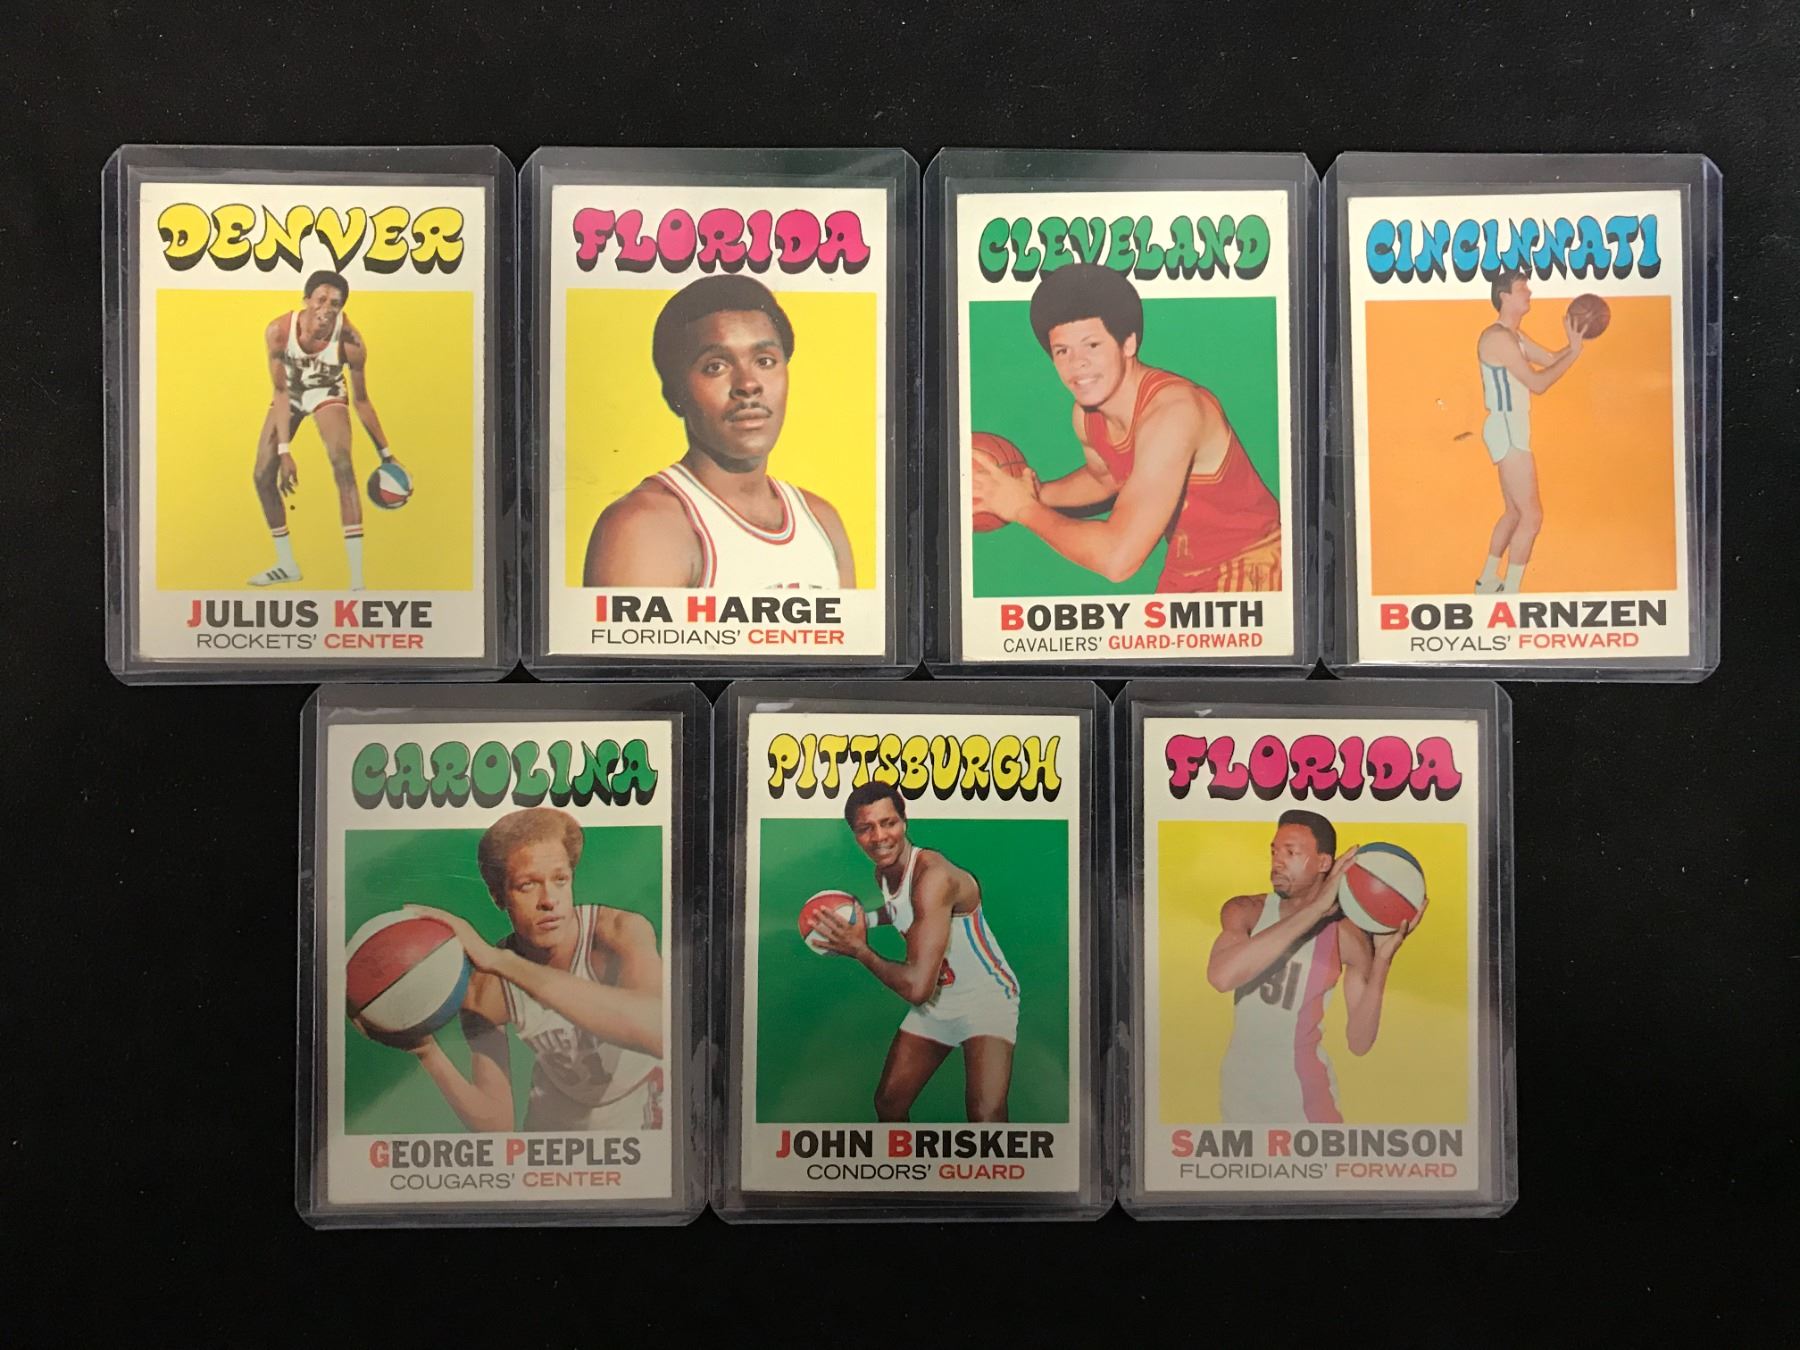 DENVER
JULIUS KEYE
ROCKETS' CENTER
FLORIDA
IRA HARGE
FLORIDIANS' CENTER
CLEVELAND
BOBBY SMITH
CAVALIERS' GUARD-FORWARD
CINCINNATI
BOB ARNZEN
ROYALS' FORWARD
CAROLINA
GEORGE PEEPLES
COUGARS' CENTER
PITTSBURGH
JOHN BRISKER
CONDORS' GUARD
FLORIDA
31
SAM ROBINSON
FLORIDIANS' FORWARD